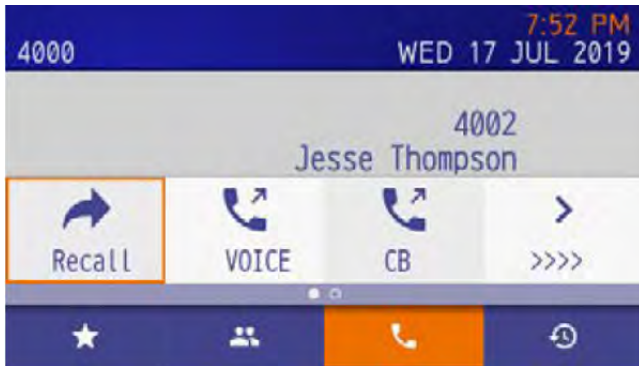 7:52 PM
4000 WED 17 JUL 2019
4002
Jesse Thompson
Recall VOICE CB >>>>